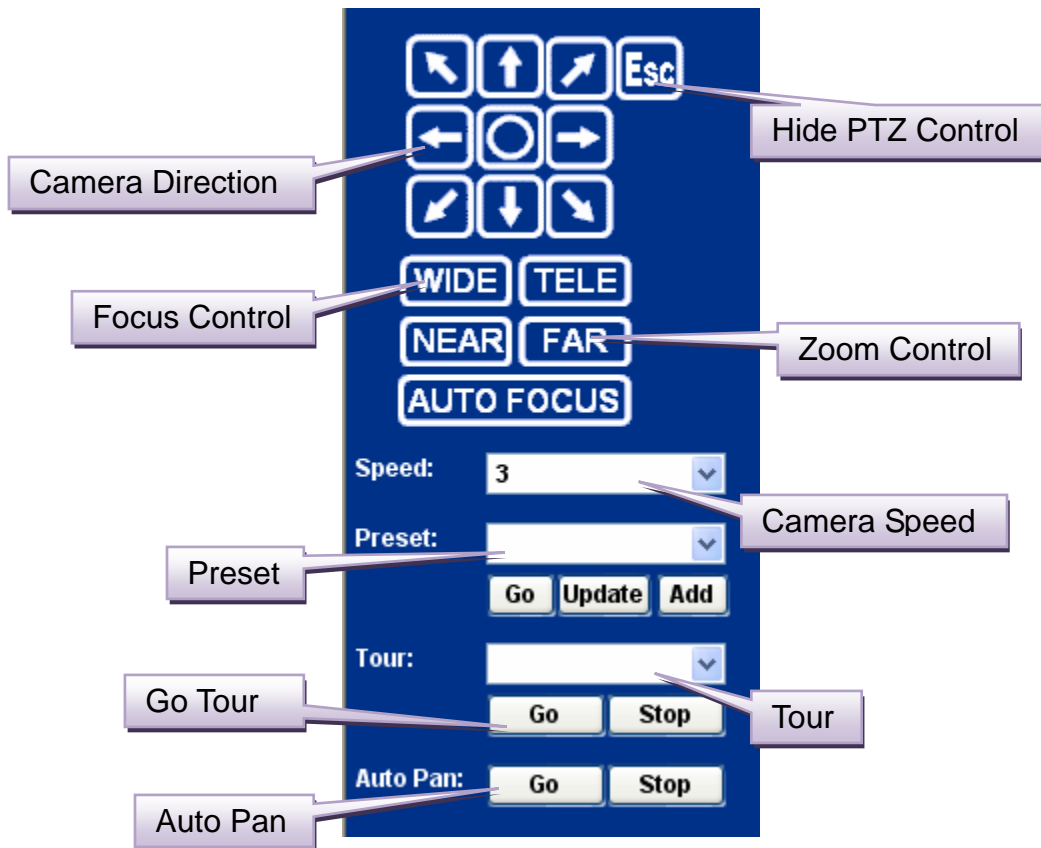 Esc
Hide PTZ Control
Camera Direction
WIDE TELE
Focus Control
NEAR FAR
Zoom Control
AUTO FOCUS
Speed: 3
Camera Speed
Preset:
Preset
Go Update Add
Tour:
Go Tour
Go Stop
Tour
Auto Pan: Go Stop
Auto Pan